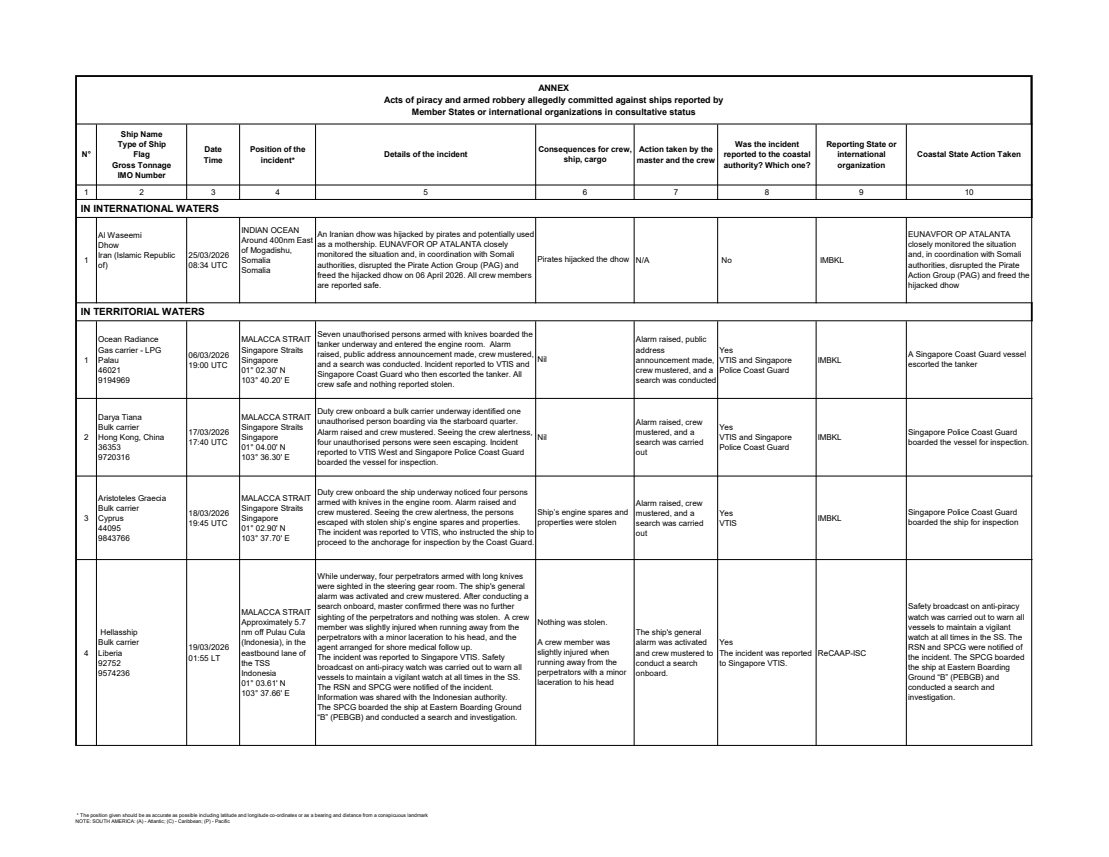 ANNEX
Acts of piracy and armed robbery allegedly committed against ships reported by
Member States or international organizations in consultative status
N°
Ship Name
Type of Ship
Flag
Gross Tonnage
IMO Number
Date
Time
Position of the
incident*
Details of the incident
Consequences for crew,
ship, cargo
Action taken by the
master and the crew
Was the incident
reported to the coastal
authority? Which one?
Reporting State or
international
organization
Coastal State Action Taken
1
2
3
4
5
6
7
8
9
10
IN INTERNATIONAL WATERS
1
Al Waseemi
Dhow
Iran (Islamic Republic
of)
25/03/2026
08:34 UTC
INDIAN OCEAN
Around 400nm East
of Mogadishu,
Somalia
Somalia
An Iranian dhow was hijacked by pirates and potentially used
as a mothership. EUNAVFOR OP ATALANTA closely
monitored the situation and, in coordination with Somali
authorities, disrupted the Pirate Action Group (PAG) and
freed the hijacked dhow on 06 April 2026. All crew members
are reported safe.
Pirates hijacked the dhow
N/A
No
IMBKL
EUNAVFOR OP ATALANTA
closely monitored the situation
and, in coordination with Somali
authorities, disrupted the Pirate
Action Group (PAG) and freed the
hijacked dhow
IN TERRITORIAL WATERS
1
Ocean Radiance
Gas carrier - LPG
Palau
46021
9194969
06/03/2026
19:00 UTC
MALACCA STRAIT
Singapore Straits
Singapore
01° 02.30' N
103° 40.20' E
Seven unauthorised persons armed with knives boarded the
tanker underway and entered the engine room.  Alarm
raised, public address announcement made, crew mustered,
and a search was conducted. Incident reported to VTIS and
Singapore Coast Guard who then escorted the tanker. All
crew safe and nothing reported stolen.
Nil
Alarm raised, public
address
announcement made,
crew mustered, and a
search was conducted
Yes
VTIS and Singapore
Police Coast Guard
IMBKL
A Singapore Coast Guard vessel
escorted the tanker
2
Darya Tiana
Bulk carrier
Hong Kong, China
36353
9720316
17/03/2026
17:40 UTC
MALACCA STRAIT
Singapore Straits
Singapore
01° 04.00' N
103° 36.30' E
Duty crew onboard a bulk carrier underway identified one
unauthorised person boarding via the starboard quarter.
Alarm raised and crew mustered. Seeing the crew alertness,
four unauthorised persons were seen escaping. Incident
reported to VTIS West and Singapore Police Coast Guard
boarded the vessel for inspection.
Nil
Alarm raised, crew
mustered, and a
search was carried
out
Yes
VTIS and Singapore
Police Coast Guard
IMBKL
Singapore Police Coast Guard
boarded the vessel for inspection.
3
Aristoteles Graecia
Bulk carrier
Cyprus
44095
9843766
18/03/2026
19:45 UTC
MALACCA STRAIT
Singapore Straits
Singapore
01° 02.90' N
103° 37.70' E
Duty crew onboard the ship underway noticed four persons
armed with knives in the engine room. Alarm raised and
crew mustered. Seeing the crew alertness, the persons
escaped with stolen ship's engine spares and properties.
The incident was reported to VTIS, who instructed the ship to
proceed to the anchorage for inspection by the Coast Guard.
Ship's engine spares and
properties were stolen
Alarm raised, crew
mustered, and a
search was carried
out
Yes
VTIS
IMBKL
Singapore Police Coast Guard
boarded the ship for inspection
4
Hellasship
Bulk carrier
Liberia
92752
9574236
19/03/2026
01:55 LT
MALACCA STRAIT
Approximately 5.7
nm off Pulau Cula
(Indonesia), in the
eastbound lane of
the TSS
Indonesia
01° 03.61' N
103° 37.66' E
While underway, four perpetrators armed with long knives
were sighted in the steering gear room. The ship's general
alarm was activated and crew mustered. After conducting a
search onboard, master confirmed there was no further
sighting of the perpetrators and nothing was stolen.  A crew
member was slightly injured when running away from the
perpetrators with a minor laceration to his head, and the
agent arranged for shore medical follow up.
The incident was reported to Singapore VTIS. Safety
broadcast on anti-piracy watch was carried out to warn all
vessels to maintain a vigilant watch at all times in the SS.
The RSN and SPCG were notified of the incident.
Information was shared with the Indonesian authority.
The SPCG boarded the ship at Eastern Boarding Ground
“B” (PEBGB) and conducted a search and investigation.
Nothing was stolen.
A crew member was
slightly injured when
running away from the
perpetrators with a minor
laceration to his head
The ship's general
alarm was activated
and crew mustered to
conduct a search
onboard.
Yes
The incident was reported
to Singapore VTIS.
ReCAAP-ISC
Safety broadcast on anti-piracy
watch was carried out to warn all
vessels to maintain a vigilant
watch at all times in the SS. The
RSN and SPCG were notified of
the incident. The SPCG boarded
the ship at Eastern Boarding
Ground “B” (PEBGB) and
conducted a search and
investigation.
* The position given should be as accurate as possible including latitude and longitude co-ordinates or as a bearing and distance from a conspicuous landmark
NOTE: SOUTH AMERICA: (A) - Atlantic; (C) - Caribbean; (P) - Pacific